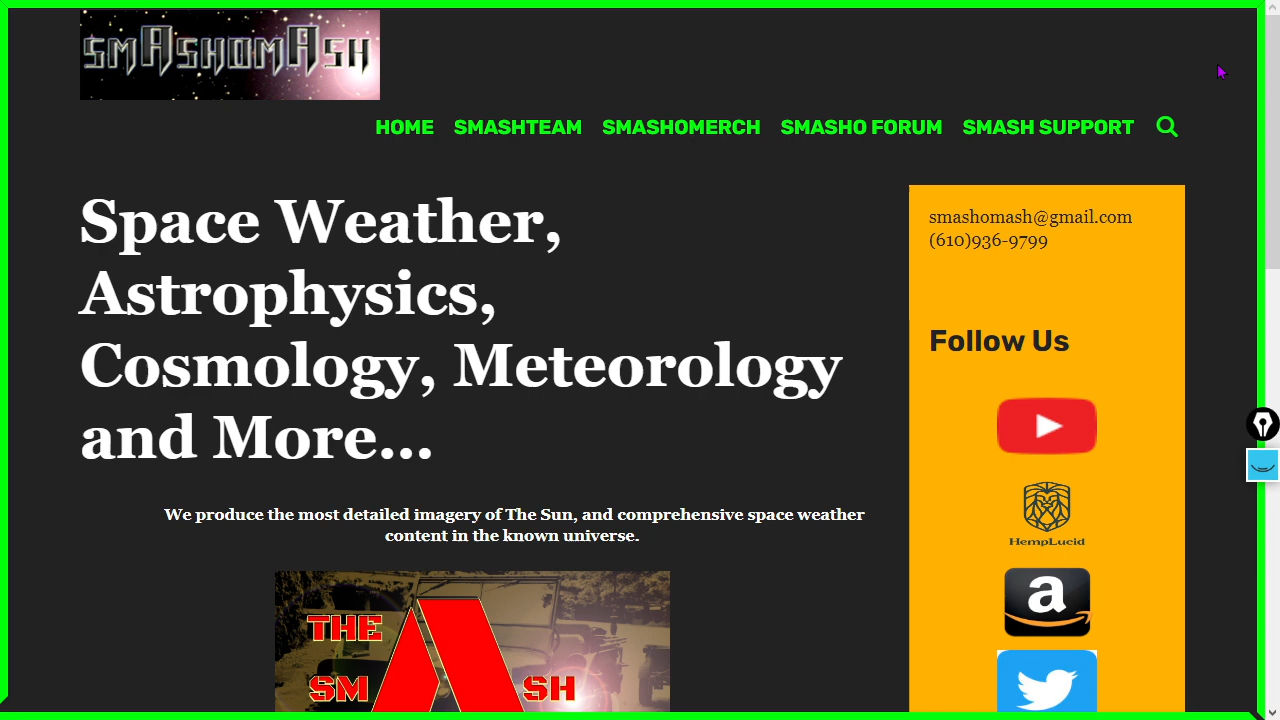 SMASHOMASH
HOME SMASHTEAM SMASHOMERCH SMASHO FORUM SMASH SUPPORT
Space Weather,
Astrophysics,
Cosmology, Meteorology
and More...
We produce the most detailed imagery of The Sun, and comprehensive space weather
content in the known universe.
THE
SMASH
smashomash@gmail.com
(610)936-9799
Follow Us
HempLucid
a